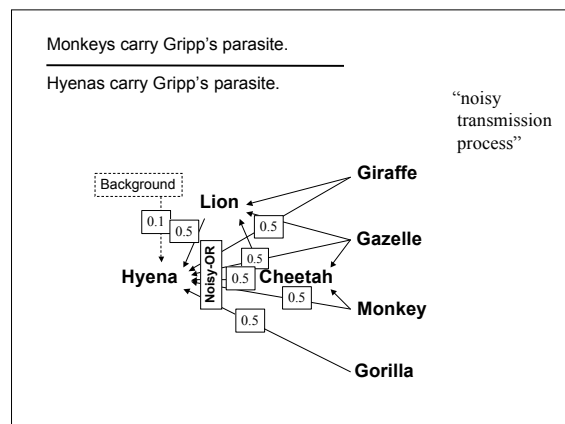 Monkeys carry Gripp’s parasite.
Hyenas carry Gripp’s parasite.
“noisy
transmission
process”
Giraffe
Background
Lion
0.1
0.5
0.5
Gazelle
Noisy-OR
0.5
Hyena
0.5
Cheetah
0.5
Monkey
0.5
Gorilla